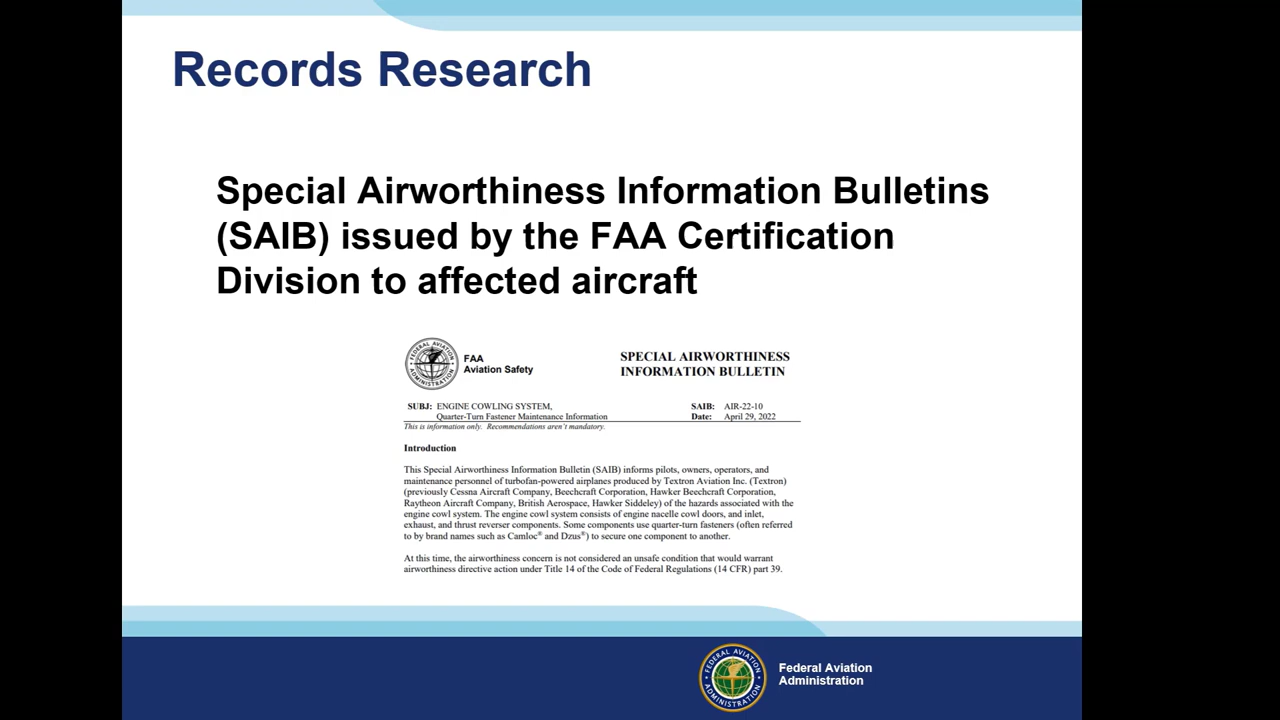 Records Research
Special Airworthiness Information Bulletins
(SAIB) issued by the FAA Certification
Division to affected aircraft
FEDERAL AVIATION
ADMINISTRATION
FAA
Aviation Safety
SPECIAL AIRWORTHINESS
INFORMATION BULLETIN
SUBJ: ENGINE COWLING SYSTEM,
Quarter-Turn Fastener Maintenance Information
SAIB: AIR-22-10
Date: April 29, 2022
This is information only. Recommendations aren't mandatory.
Introduction
This Special Airworthiness Information Bulletin (SAIB) informs pilots, owners, operators, and
maintenance personnel of turbofan-powered airplanes produced by Textron Aviation Inc. (Textron)
(previously Cessna Aircraft Company, Beechcraft Corporation, Hawker Beechcraft Corporation,
Raytheon Aircraft Company, British Aerospace, Hawker Siddeley) of the hazards associated with the
engine cowl system. The engine cowl system consists of engine nacelle cowl doors, and inlet,
exhaust, and thrust reverser components. Some components use quarter-turn fasteners (often referred
to by brand names such as Camloc® and Dzus®) to secure one component to another.
At this time, the airworthiness concern is not considered an unsafe condition that would warrant
airworthiness directive action under Title 14 of the Code of Federal Regulations (14 CFR) part 39.
FEDERAL AVIATION
ADMINISTRATION
Federal Aviation
Administration